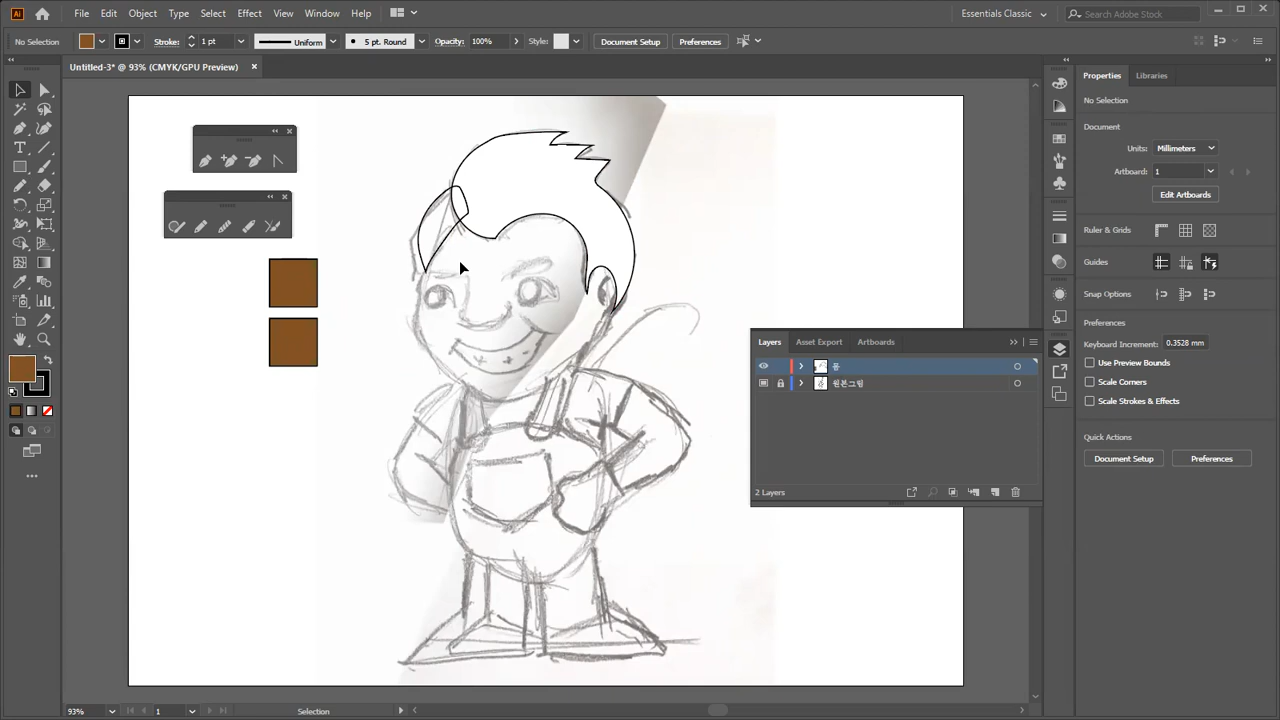 Ai File Edit Object Type Select Effect View Window Help Essentials Classic Search Adobe Stock
No Selection Stroke: 1 pt Uniform 5 pt. Round Opacity: 100% Style: Document Setup Preferences
Untitled-3* @ 93% (CMYK/GPU Preview)
Properties Libraries
No Selection
Document
Units: Millimeters
Artboard: 1
Edit Artboards
Ruler & Grids
Guides
Snap Options
Preferences
Keyboard Increment: 0.3528 mm
Use Preview Bounds
Scale Corners
Scale Strokes & Effects
Quick Actions
Document Setup Preferences
Layers Asset Export Artboards
몸
원본그림
2 Layers
93% 1 Selection